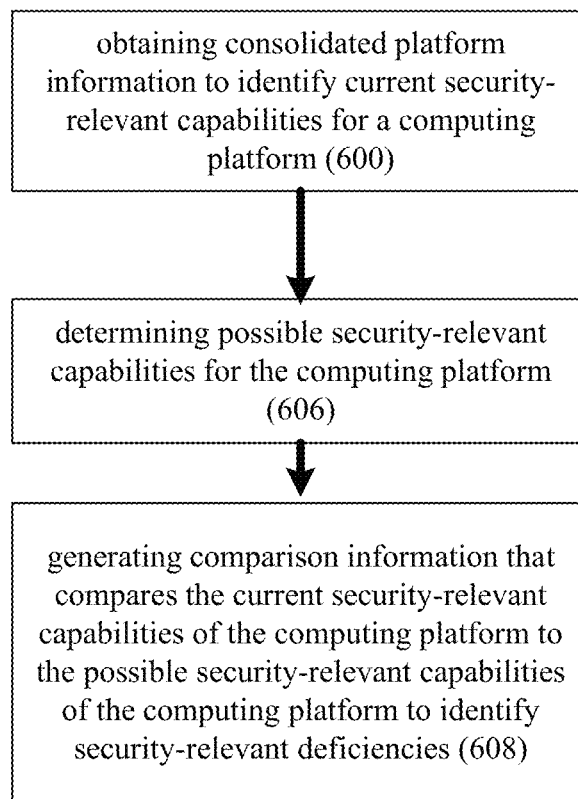 obtaining consolidated platform
information to identify current security-
relevant capabilities for a computing
platform (600)
determining possible security-relevant
capabilities for the computing platform
(606)
generating comparison information that
compares the current security-relevant
capabilities of the computing platform to
the possible security-relevant capabilities
of the computing platform to identify
security-relevant deficiencies (608)